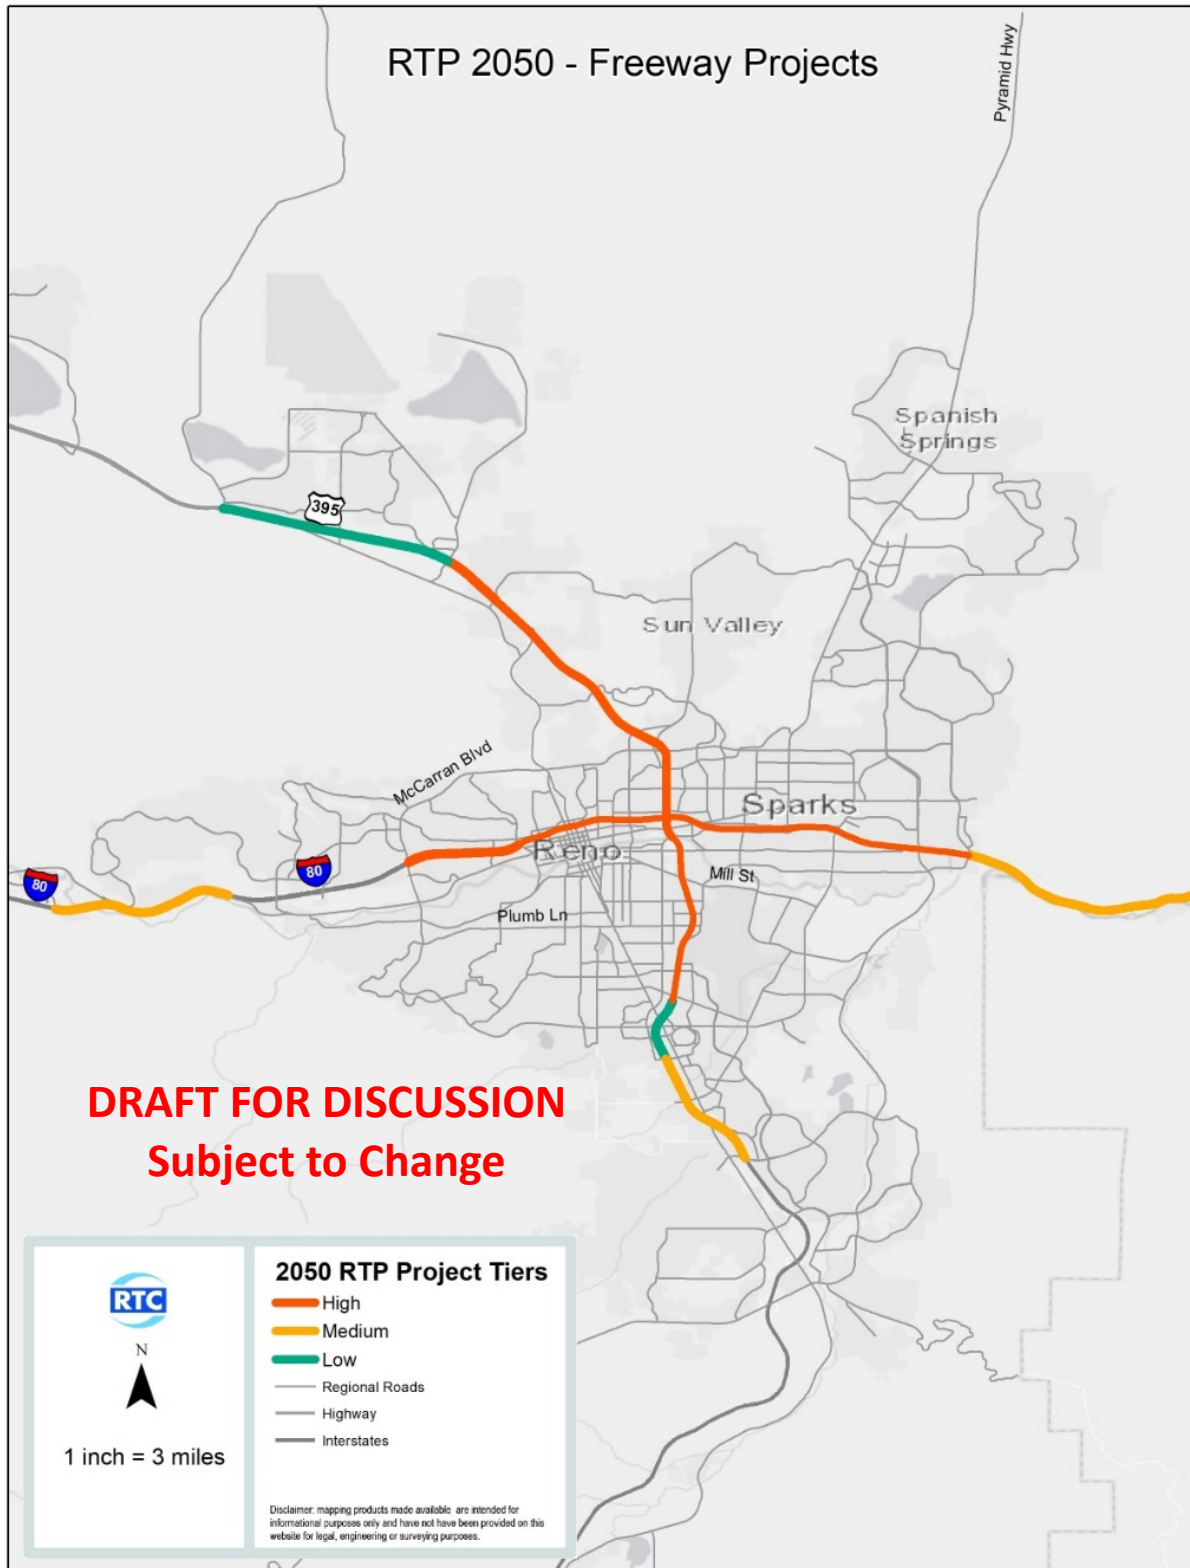 RTP 2050 - Freeway Projects
Pyramid Hwy
Spanish
Springs
395
Sun Valley
McCarran Blvd
Sparks
Reno
80
80
Mill St
Plumb Ln
DRAFT FOR DISCUSSION
Subject to Change
RTC
N
1 inch = 3 miles
2050 RTP Project Tiers
High
Medium
Low
Regional Roads
Highway
Interstates
Disclaimer: mapping products made available are intended for
informational purposes only and have not have been provided on this
website for legal, engineering or surveying purposes.